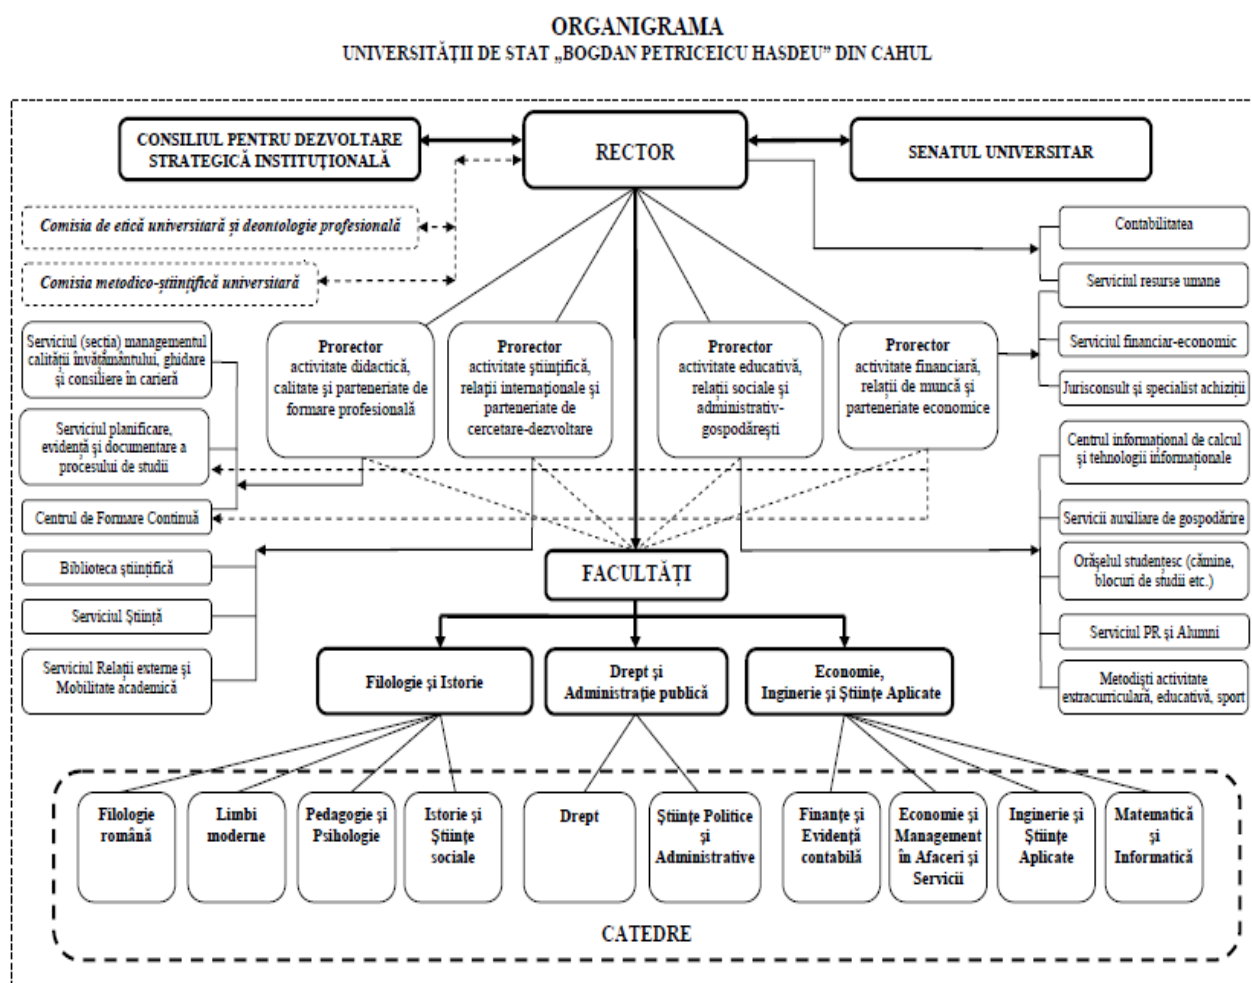 ORGANIGRAMA
UNIVERSITĂȚII DE STAT „BOGDAN PETRICEICU HASDEU” DIN CAHUL
CONSILIUL PENTRU DEZVOLTARE
STRATEGICĂ INSTITUȚIONALĂ
RECTOR
SENATUL UNIVERSITAR
Comisia de etică universitară și deontologie profesională
Comisia metodico-științifică universitară
Contabilitatea
Serviciul resurse umane
Serviciul financiar-economic
Jurisconsult și specialist achiziții
Serviciul (secția) managementul
calității învățământului, ghidare
și consiliere în carieră
Serviciul planificare,
evidență și documentare a
procesului de studii
Centrul de Formare Continuă
Biblioteca științifică
Serviciul Știință
Serviciul Relații externe și
Mobilitate academică
Prorector
activitate didactică,
calitate și parteneriate de
formare profesională
Prorector
activitate științifică,
relații internaționale și
parteneriate de
cercetare-dezvoltare
Prorector
activitate educativă,
relații sociale și
administrativ-
gospodărești
Prorector
activitate financiară,
relații de muncă și
parteneriate economice
Centrul informațional de calcul
și tehnologii informaționale
Servicii auxiliare de gospodărire
Orășelul studențesc (cămine,
blocuri de studii etc.)
Serviciul PR și Alumni
Metodiști activitate
extracurriculară, educativă, sport
FACULTĂȚI
Filologie și Istorie
Drept și
Administrație publică
Economie,
Inginerie și Științe Aplicate
Filologie
română
Limbi
moderne
Pedagogie și
Psihologie
Istorie și
Științe
sociale
Drept
Științe Politice
și
Administrative
Finanțe și
Evidență
contabilă
Economie și
Management
în Afaceri și
Servicii
Inginerie și
Științe
Aplicate
Matematică
și
Informatică
CATEDRE